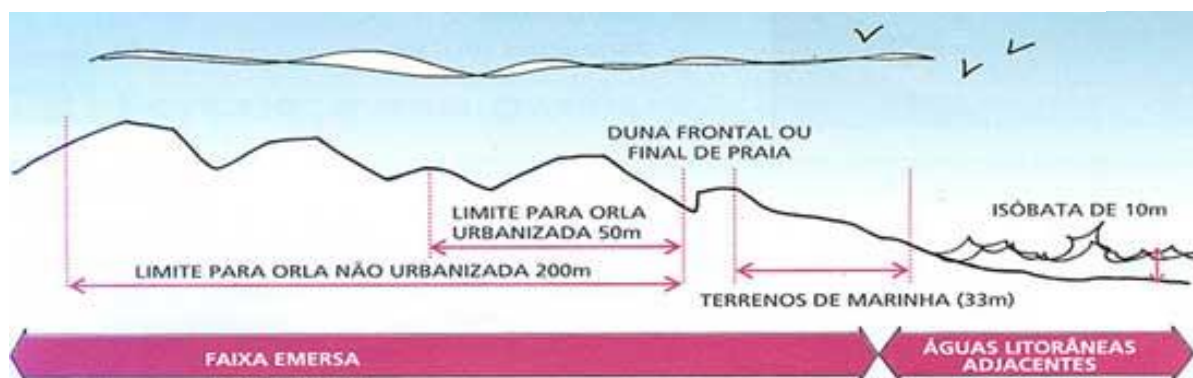 DUNA FRONTAL OU
FINAL DE PRAIA
ISÓBATA DE 10m
LIMITE PARA ORLA
URBANIZADA 50m
LIMITE PARA ORLA NÃO URBANIZADA 200m
TERRENOS DE MARINHA (33m)
FAIXA EMERSA
ÁGUAS LITORÂNEAS
ADJACENTES